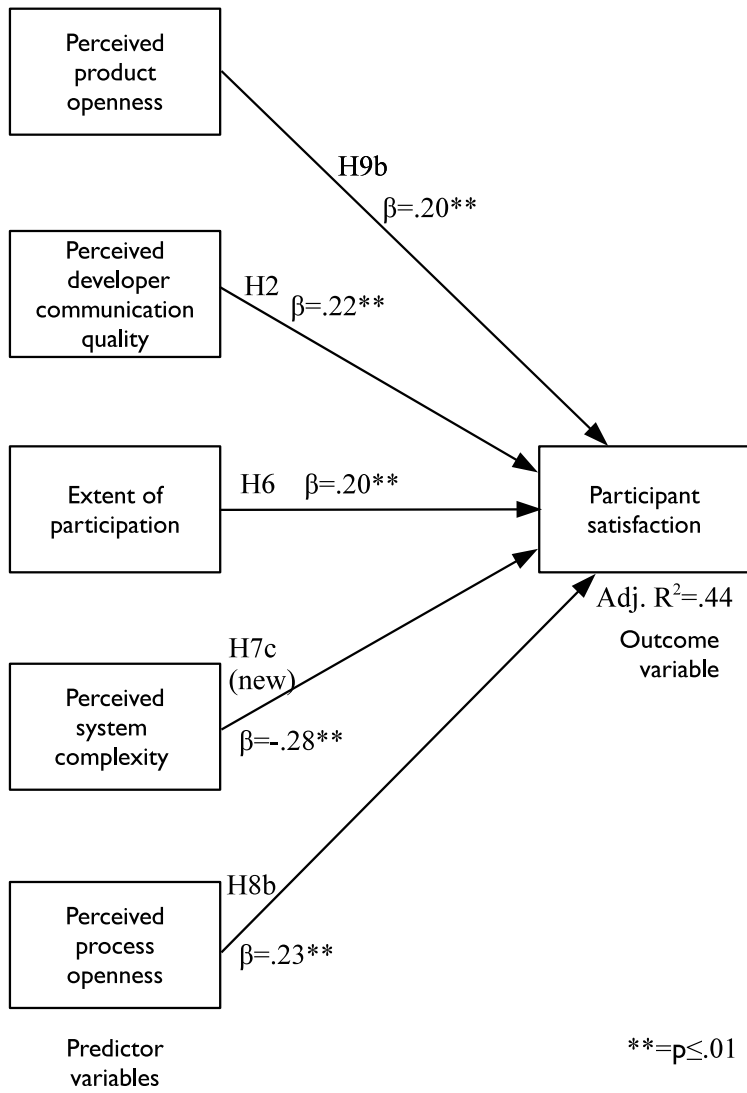 Perceived
product
openness
H9b
β=.20**
Perceived
developer
communication
quality
H2
β=.22**
Extent of
participation
H6 β=.20**
Participant
satisfaction
Adj. R²=.44
Outcome
variable
H7c
(new)
Perceived
system
complexity
β=-.28**
H8b
Perceived
process
openness
β=.23**
Predictor
variables
**=p≤.01